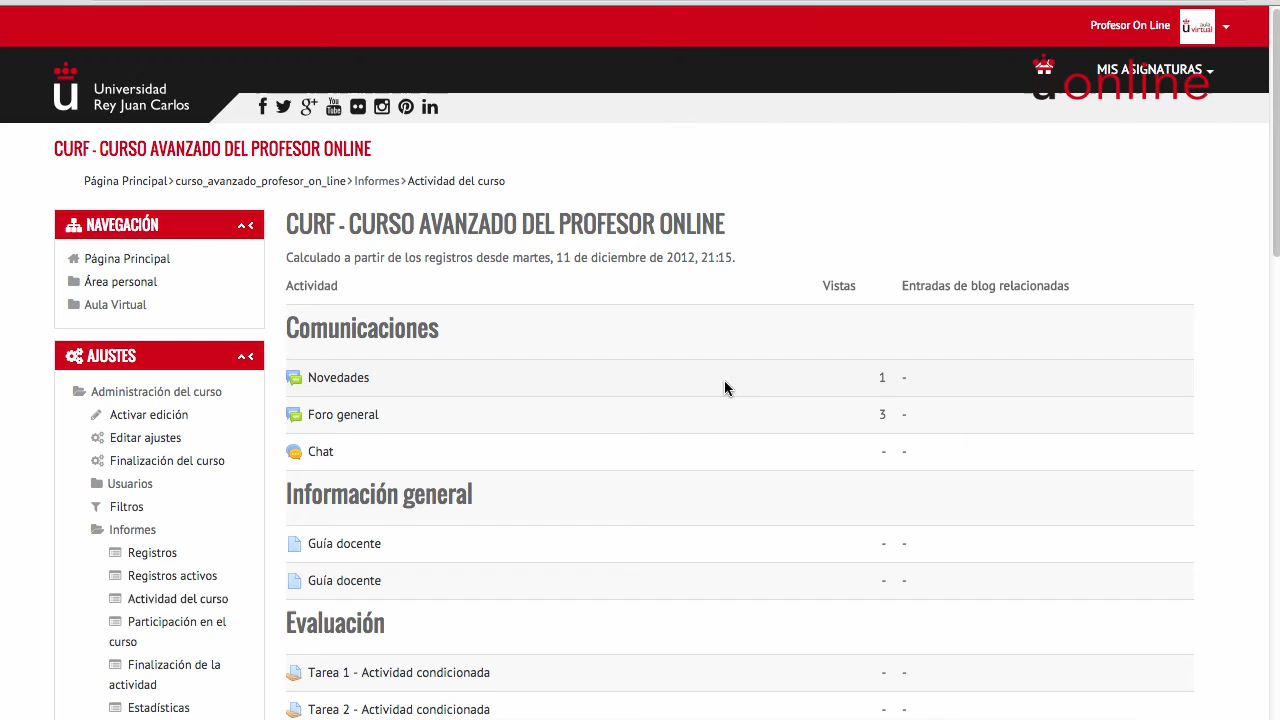 Profesor On Line
aula
virtual
Universidad
Rey Juan Carlos
MIS ASIGNATURAS
online
CURF - CURSO AVANZADO DEL PROFESOR ONLINE
Página Principal > curso_avanzado_profesor_on_line > Informes > Actividad del curso
NAVEGACIÓN
Página Principal
Área personal
Aula Virtual
AJUSTES
Administración del curso
Activar edición
Editar ajustes
Finalización del curso
Usuarios
Filtros
Informes
Registros
Registros activos
Actividad del curso
Participación en el
curso
Finalización de la
actividad
Estadísticas
CURF - CURSO AVANZADO DEL PROFESOR ONLINE
Calculado a partir de los registros desde martes, 11 de diciembre de 2012, 21:15.
Actividad Vistas Entradas de blog relacionadas
Comunicaciones
Novedades 1 -
Foro general 3 -
Chat - -
Información general
Guía docente - -
Guía docente - -
Evaluación
Tarea 1 - Actividad condicionada - -
Tarea 2 - Actividad condicionada - -